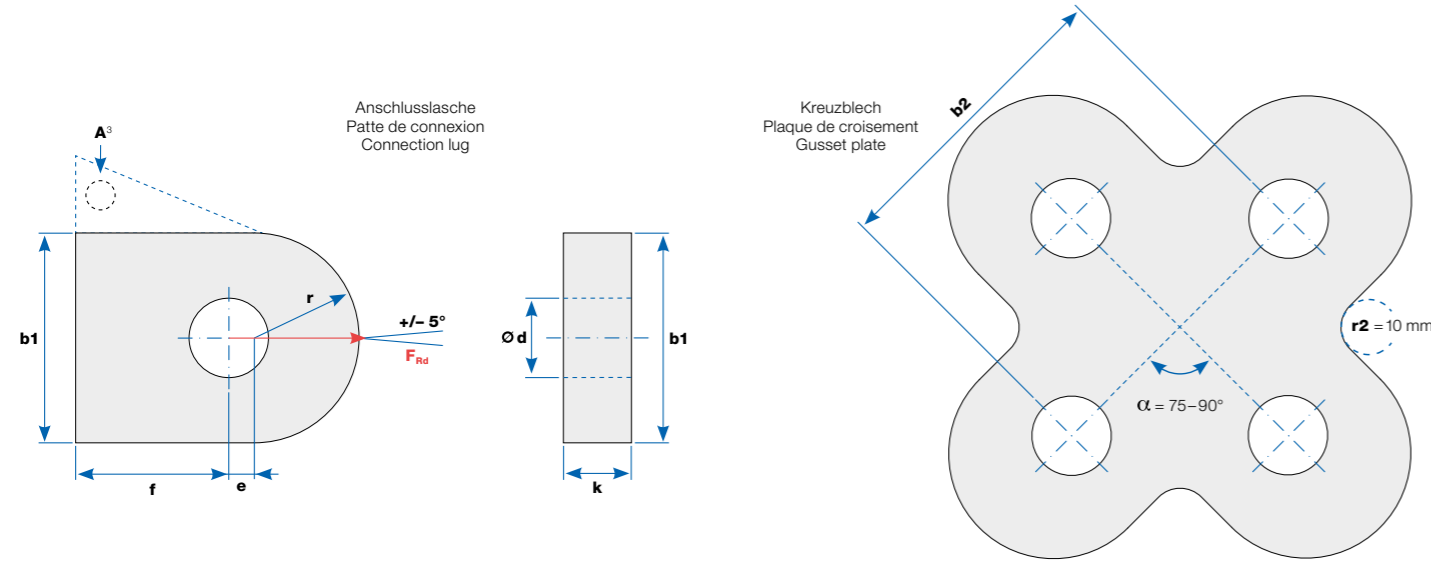 Anschlusslasche
Patte de connexion
Connection lug
A³
b1
r
+/– 5°
F_Rd
f
e
Ø d
b1
k
Kreuzblech
Plaque de croisement
Gusset plate
b2
r2 = 10 mm
α = 75–90°